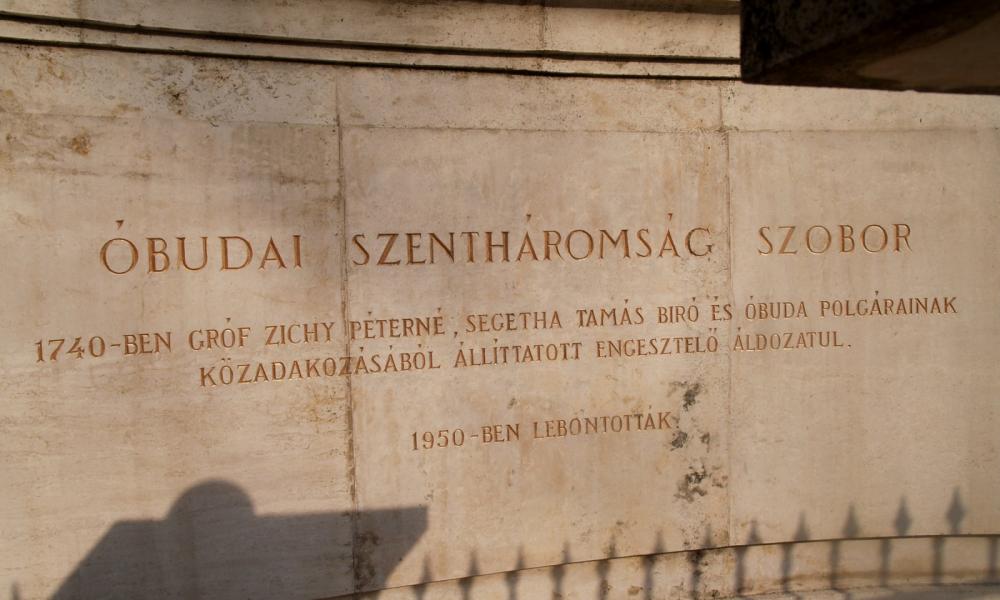 ÓBUDAI SZENTHÁROMSÁG SZOBOR
1740-BEN GRÓF ZICHY PÉTERNÉ, SEGETHA TAMÁS BIRÓ ÉS ÓBUDA POLGÁRAINAK
KÖZADAKOZÁSÁBÓL ÁLLÍTTATOTT ENGESZTELŐ ÁLDOZATUL.
1950-BEN LEBONTOTTÁK.